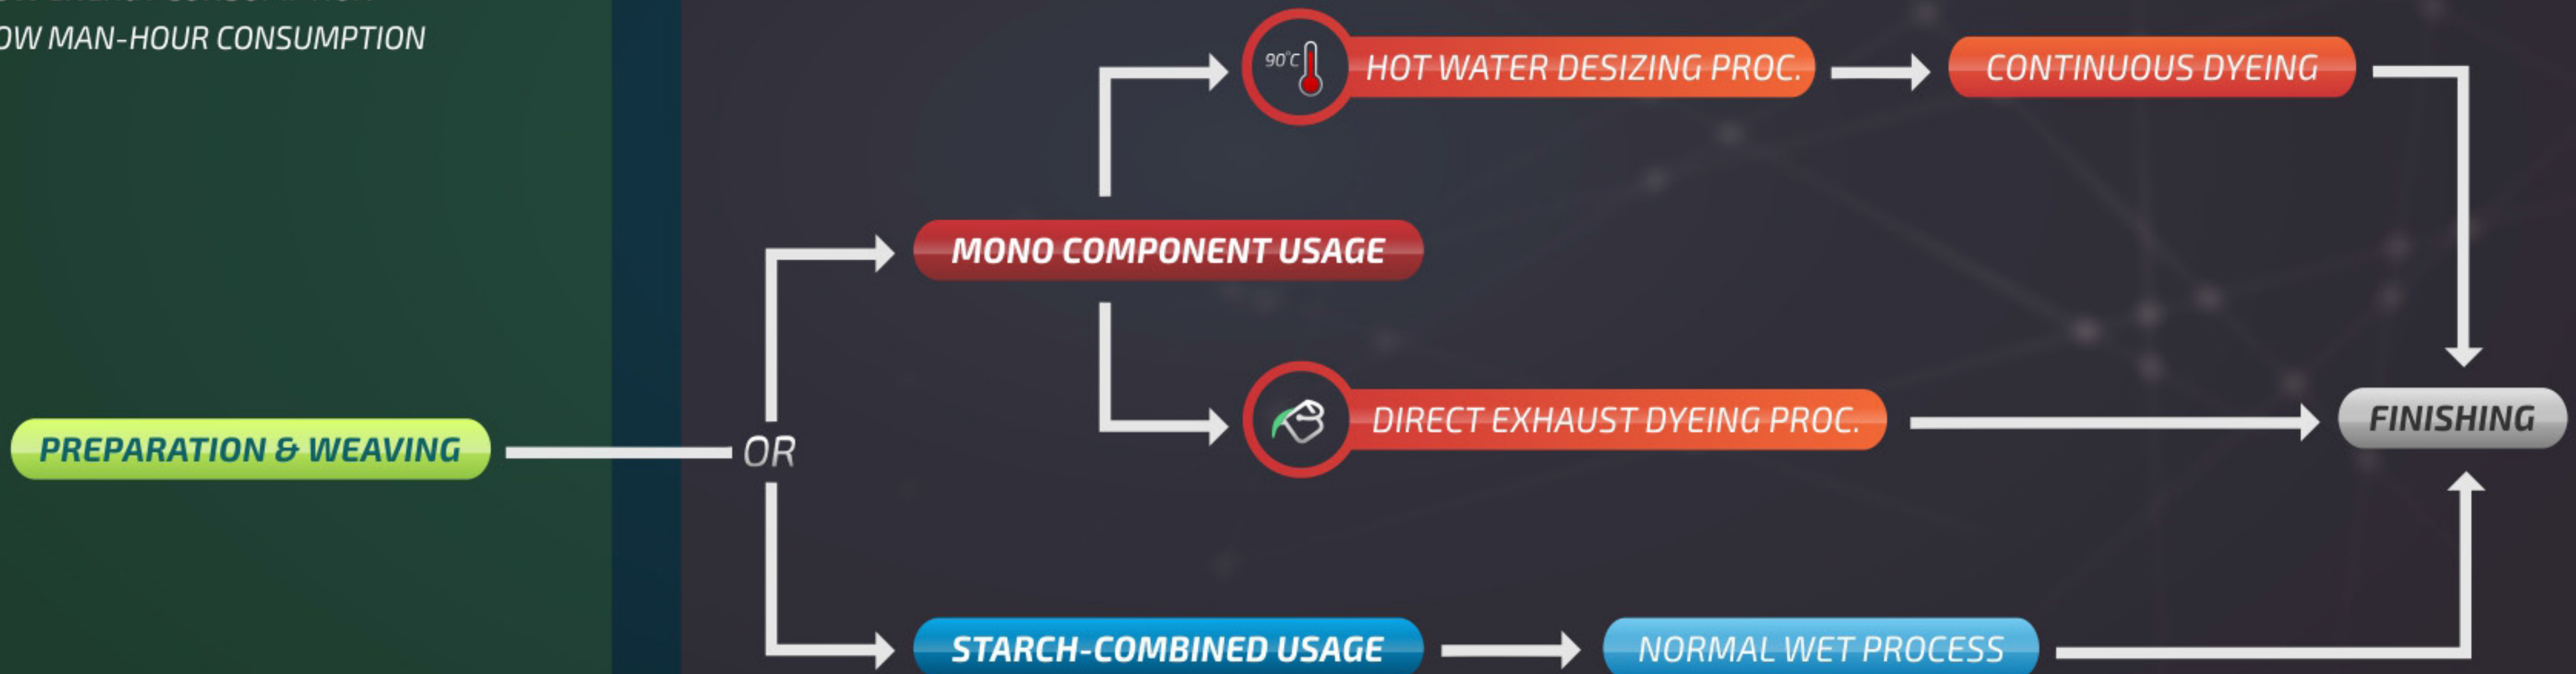 OW MAN-HOUR CONSUMPTION
90°C
HOT WATER DESIZING PROC.
CONTINUOUS DYEING
MONO COMPONENT USAGE
DIRECT EXHAUST DYEING PROC.
FINISHING
PREPARATION & WEAVING
OR
STARCH-COMBINED USAGE
NORMAL WET PROCESS